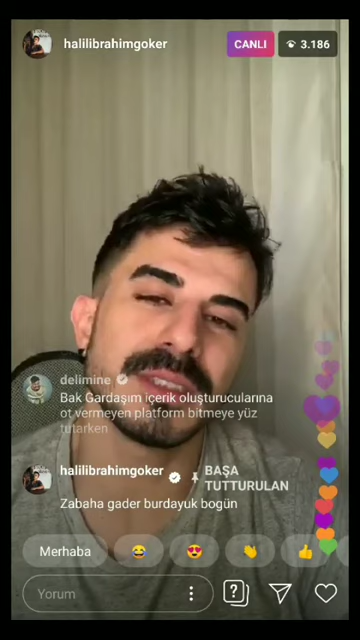 halilibrahimgoker
CANLI
3.186
delimine
Bak Gardaşım içerik oluşturucularına
ot vermeyen platform bitmeye yüz
tutarken
halilibrahimgoker
BAŞA
TUTTURULAN
Zabaha gader burdayuk bogün
Merhaba
Yorum